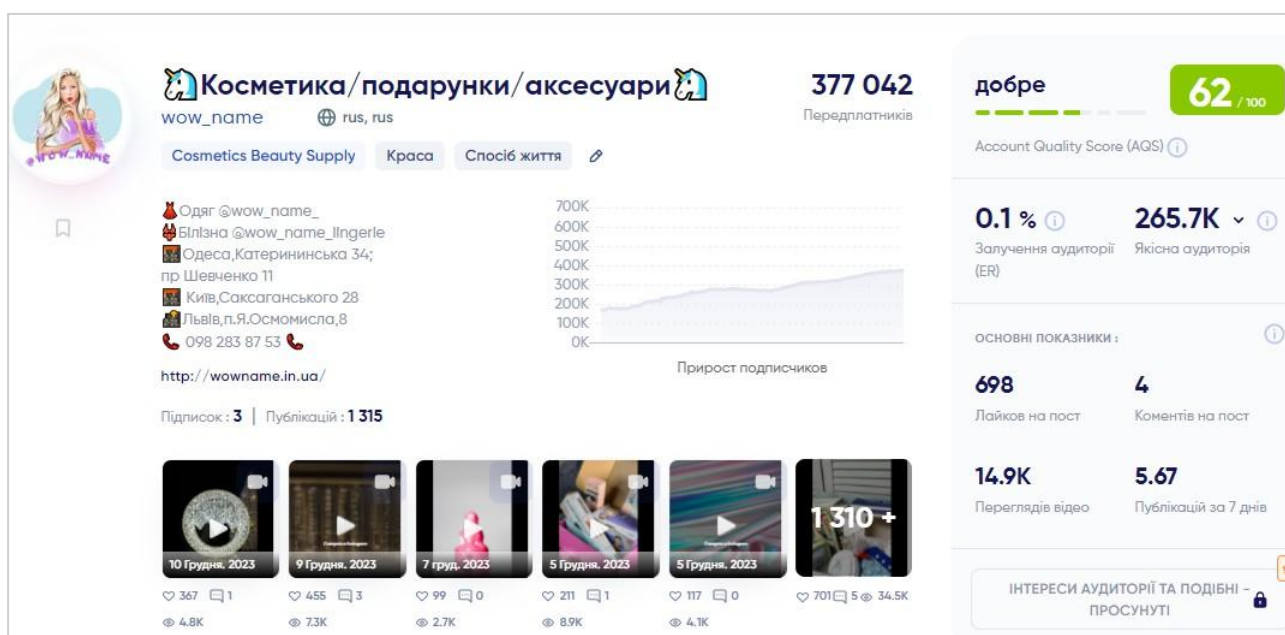 🦄Косметика/подарунки/аксесуари🦄
wow_name rus, rus
Cosmetics Beauty Supply Краса Спосіб життя
377 042
Передплатників
@WOW_NAME
Одяг @wow_name_
Білізна @wow_name_lingerie
Одеса,Катерининська 34;
пр Шевченко 11
Київ,Саксаганського 28
Львів,п.Я.Осмомисла,8
098 283 87 53
http://wowname.in.ua/
Підписок : 3 | Публікацій : 1 315
700K
600K
500K
400K
300K
200K
100K
0K
Прирост подписчиков
10 Грудня. 2023
367 1
4.8K
9 Грудня. 2023
455 3
7.3K
7 груд. 2023
99 0
2.7K
5 Грудня. 2023
211 1
8.9K
5 Грудня. 2023
117 0
4.1K
1 310 +
701 5 34.5K
добре
62 / 100
Account Quality Score (AQS)
0.1 %
Залучення аудиторії
(ER)
265.7K
Якісна аудиторія
ОСНОВНІ ПОКАЗНИКИ :
698
Лайков на пост
4
Коментів на пост
14.9K
Переглядів відео
5.67
Публікацій за 7 днів
ІНТЕРЕСИ АУДИТОРІЇ ТА ПОДІБНІ –
ПРОСУНУТІ